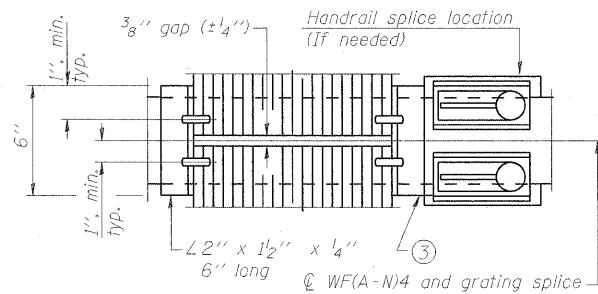 3/8" gap (±1/4")
Handrail splice location
(If needed)
1". min.
typ.
6"
1". min.
typ.
∠2" x 1 1/2" x 1/4"
6" long
3
℄ WF(A-N)4 and grating splice